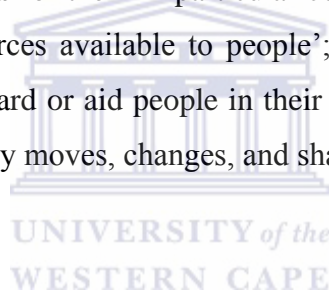 rces available to people';
ard or aid people in their
y moves, changes, and sha
UNIVERSITY of the
WESTERN CAPE